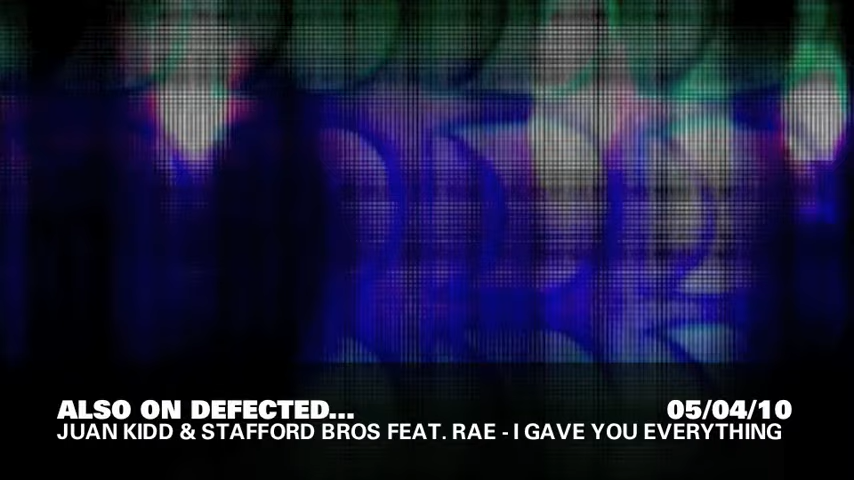 ALSO ON DEFECTED... 05/04/10
JUAN KIDD & STAFFORD BROS FEAT. RAE - I GAVE YOU EVERYTHING